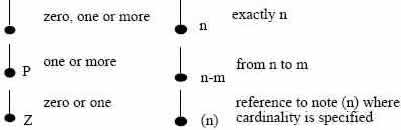 zero, one or more
P one or more
Z zero or one
n exactly n
n-m from n to m
(n) reference to note (n) where
cardinality is specified